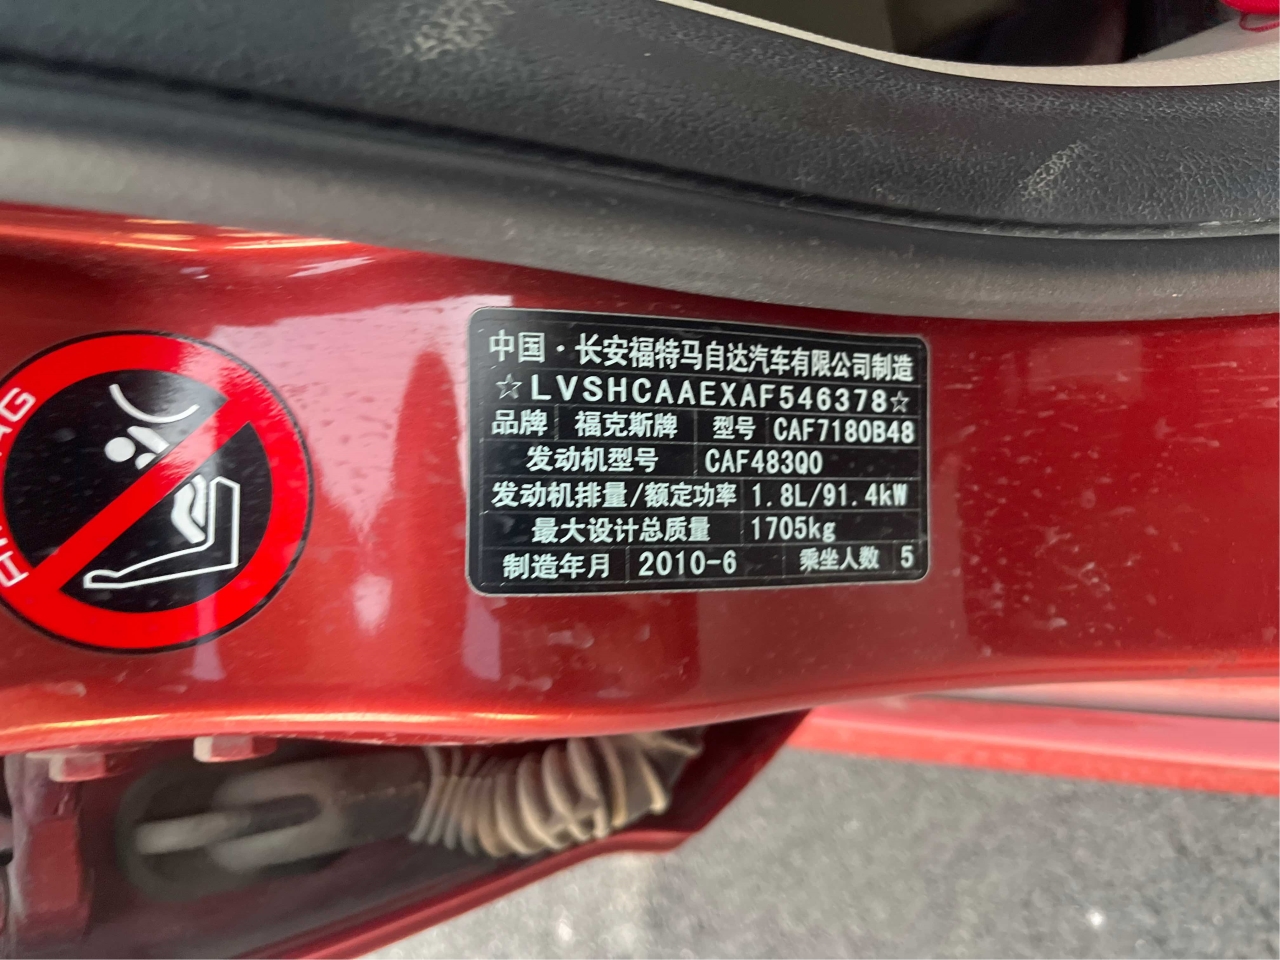 中国·长安福特马自达汽车有限公司制造
☆LVSHCAAEXAF546378☆
品牌 福克斯牌 型号 CAF7180B48
发动机型号 CAF483Q0
发动机排量/额定功率 1.8L/91.4kW
最大设计总质量 1705kg
制造年月 2010-6 乘坐人数 5